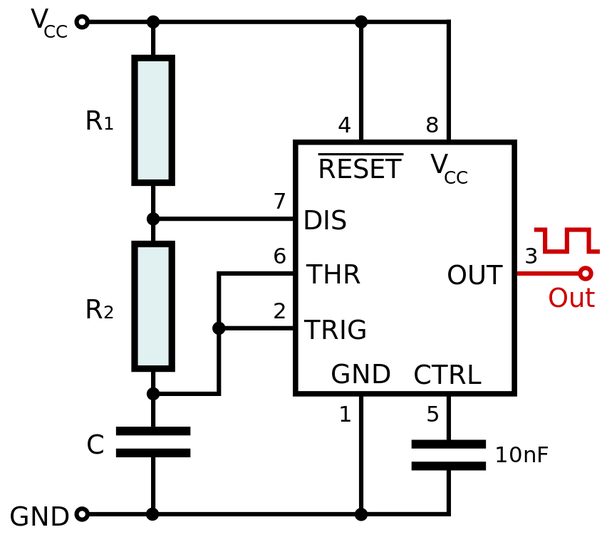 VCC
R1
R2
C
GND
4
8
RESET
VCC
7
DIS
6
THR
2
TRIG
OUT
3
Out
GND
CTRL
1
5
10nF